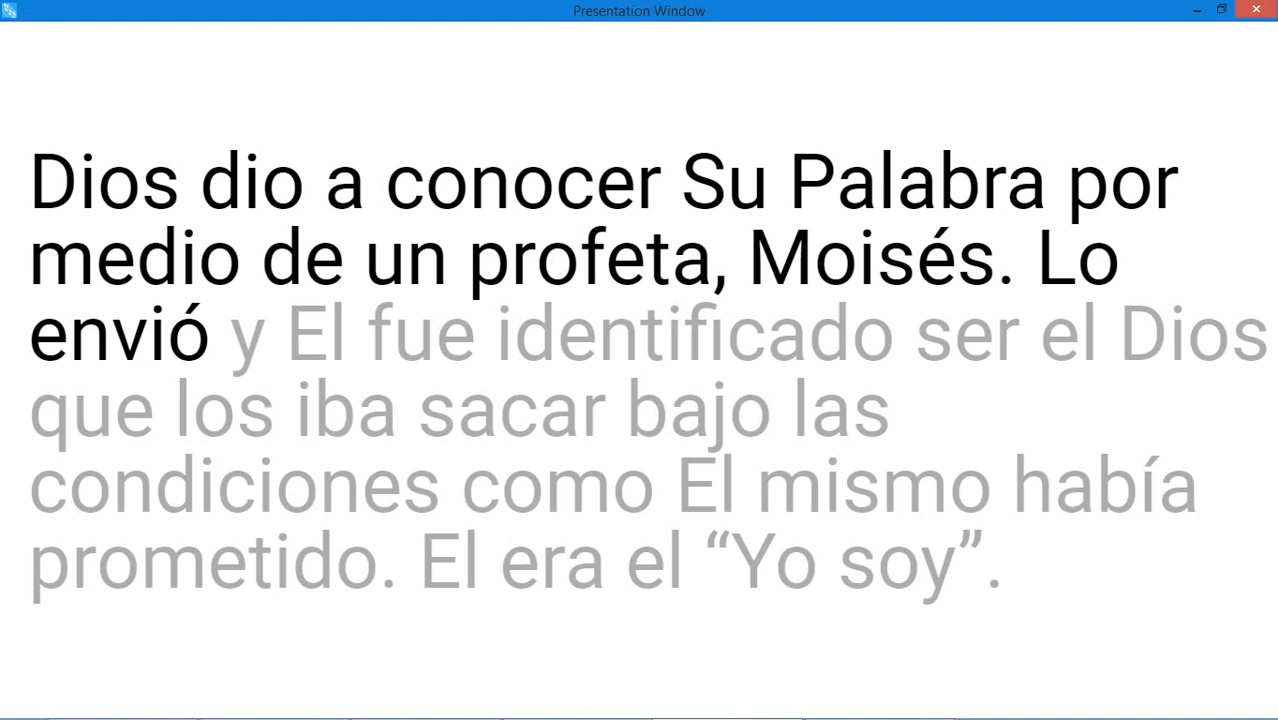 Presentation Window
Dios dio a conocer Su Palabra por
medio de un profeta, Moisés. Lo
envió y El fue identificado ser el Dios
que los iba sacar bajo las
condiciones como El mismo había
prometido. El era el “Yo soy”.